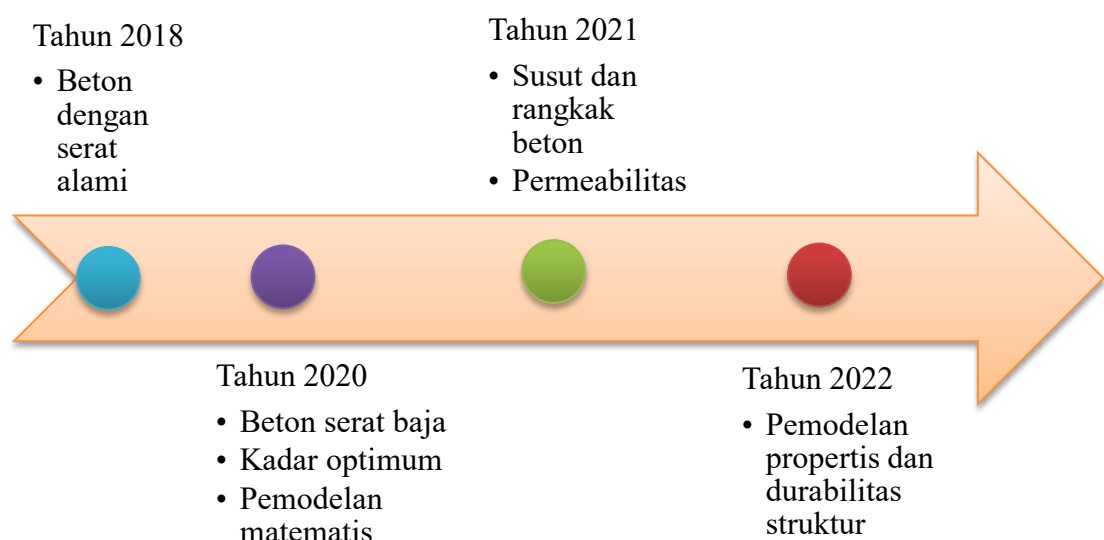 Tahun 2018
• Beton
dengan
serat
alami
Tahun 2020
• Beton serat baja
• Kadar optimum
• Pemodelan
matematis
Tahun 2021
• Susut dan
rangkak
beton
• Permeabilitas
Tahun 2022
• Pemodelan
propertis dan
durabilitas
struktur